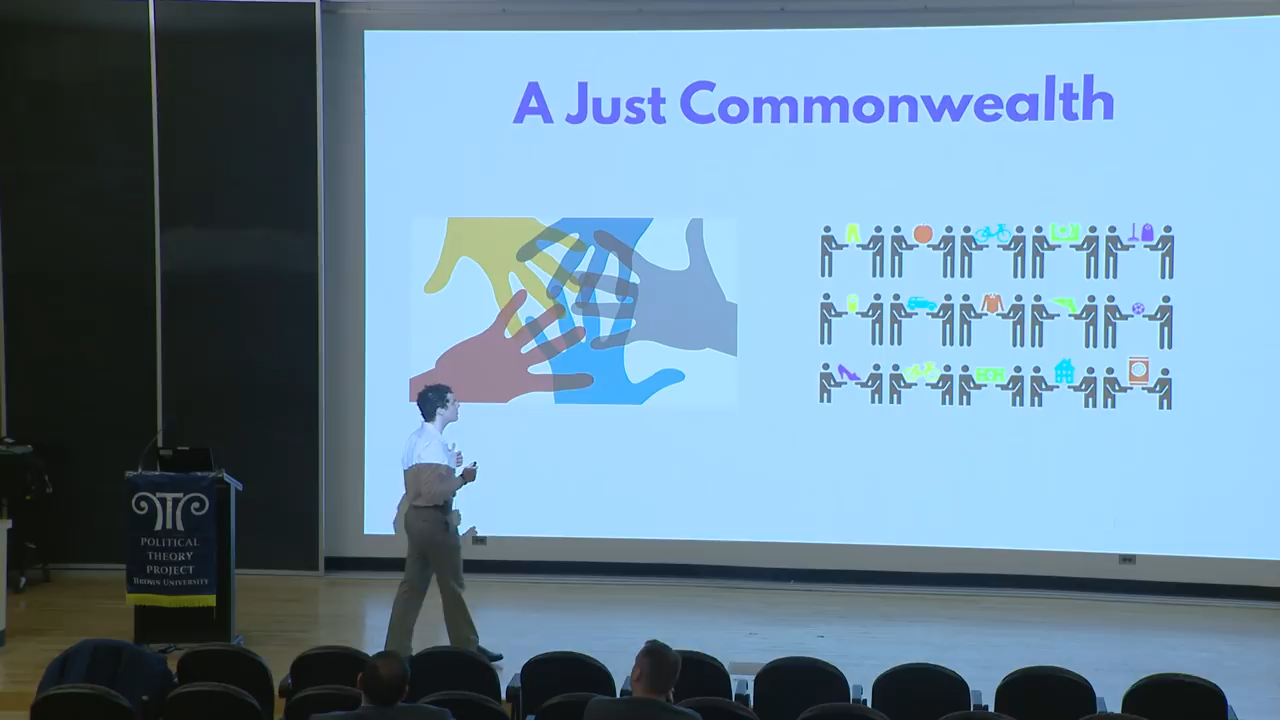 A Just Commonwealth
POLITICAL
THEORY
PROJECT
BROWN UNIVERSITY